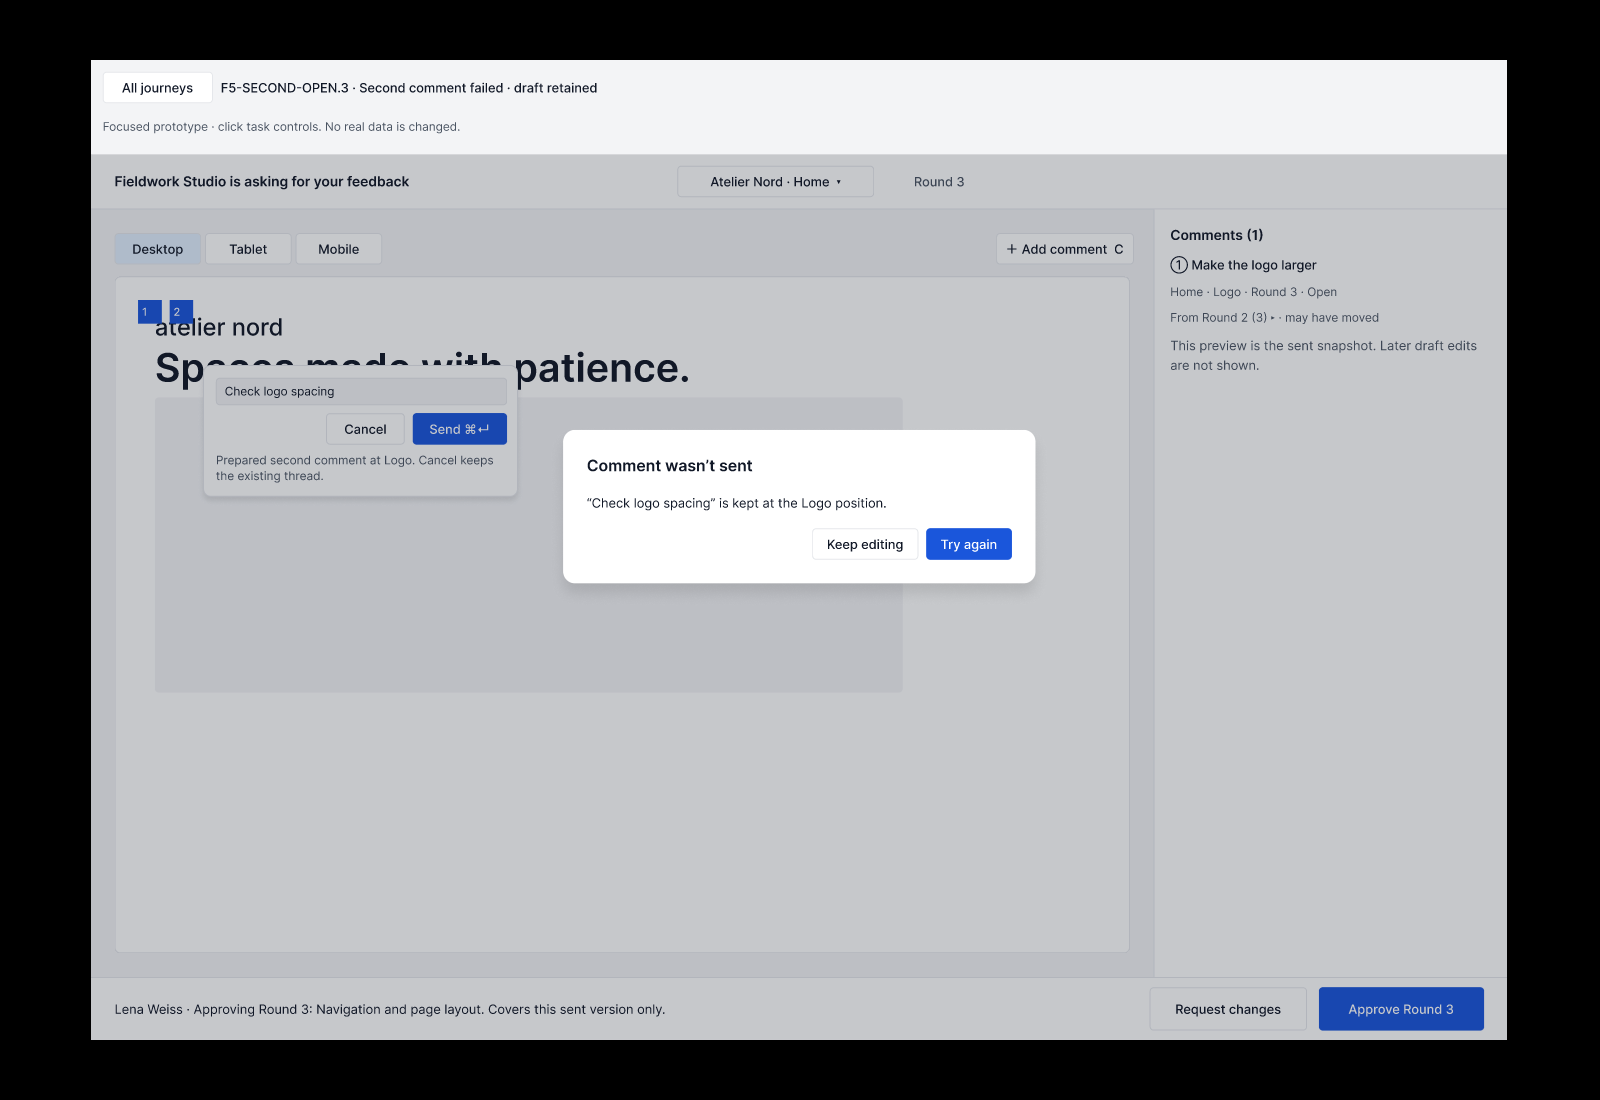 All journeys F5-SECOND-OPEN.3 · Second comment failed · draft retained
Focused prototype · click task controls. No real data is changed.
Fieldwork Studio is asking for your feedback
Atelier Nord · Home ▾
Round 3
Desktop
Tablet
Mobile
+ Add comment C
1
2
atelier nord
Spaces made with patience.
Check logo spacing
Cancel
Send ⌘↵
Prepared second comment at Logo. Cancel keeps
the existing thread.
Comment wasn’t sent
“Check logo spacing” is kept at the Logo position.
Keep editing
Try again
Comments (1)
① Make the logo larger
Home · Logo · Round 3 · Open
From Round 2 (3) ▸ · may have moved
This preview is the sent snapshot. Later draft edits
are not shown.
Lena Weiss · Approving Round 3: Navigation and page layout. Covers this sent version only.
Request changes
Approve Round 3